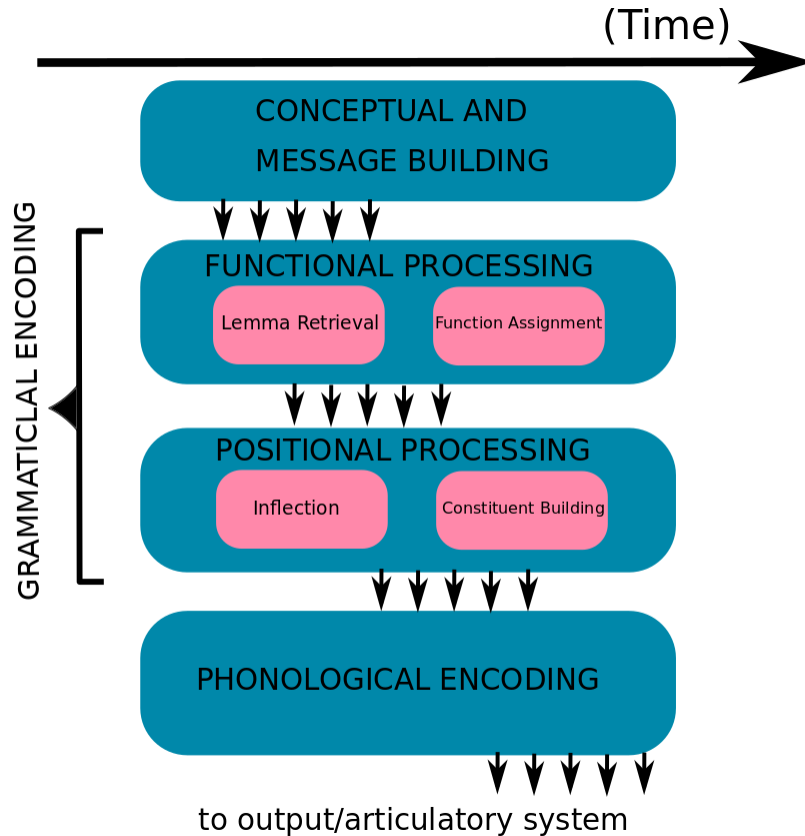 (Time)
CONCEPTUAL AND
MESSAGE BUILDING
GRAMMATICLAL ENCODING
FUNCTIONAL PROCESSING
Lemma Retrieval
Function Assignment
POSITIONAL PROCESSING
Inflection
Constituent Building
PHONOLOGICAL ENCODING
to output/articulatory system